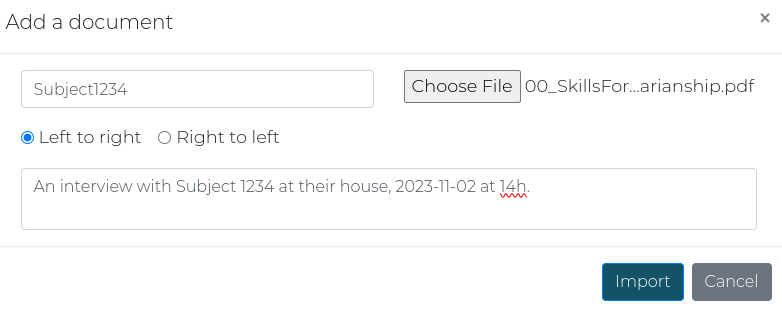 Add a document
×
Subject1234
Choose File 00_SkillsFor...arianship.pdf
Left to right Right to left
An interview with Subject 1234 at their house, 2023-11-02 at 14h.
Import Cancel